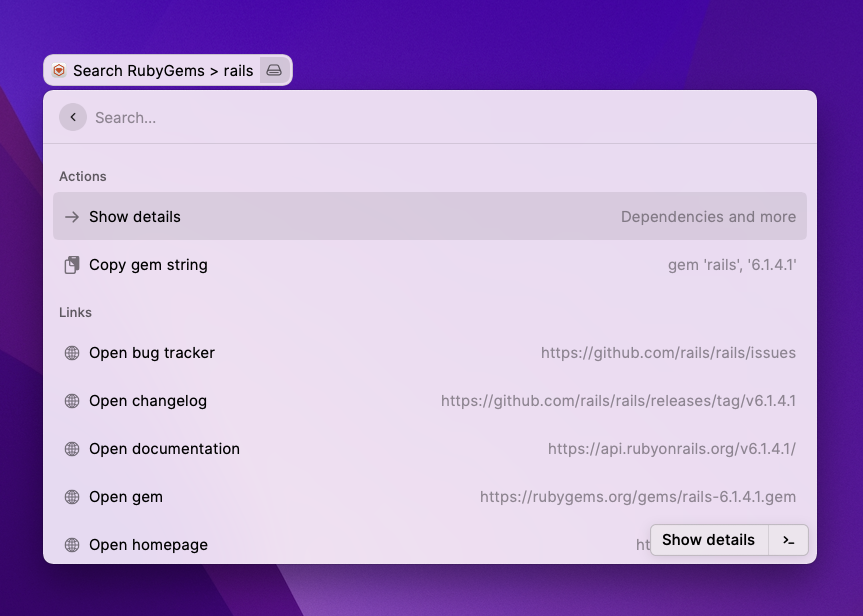 Search RubyGems > rails
Search...
Actions
Show details Dependencies and more
Copy gem string gem 'rails', '6.1.4.1'
Links
Open bug tracker https://github.com/rails/rails/issues
Open changelog https://github.com/rails/rails/releases/tag/v6.1.4.1
Open documentation https://api.rubyonrails.org/v6.1.4.1/
Open gem https://rubygems.org/gems/rails-6.1.4.1.gem
Open homepage ht
Show details >_